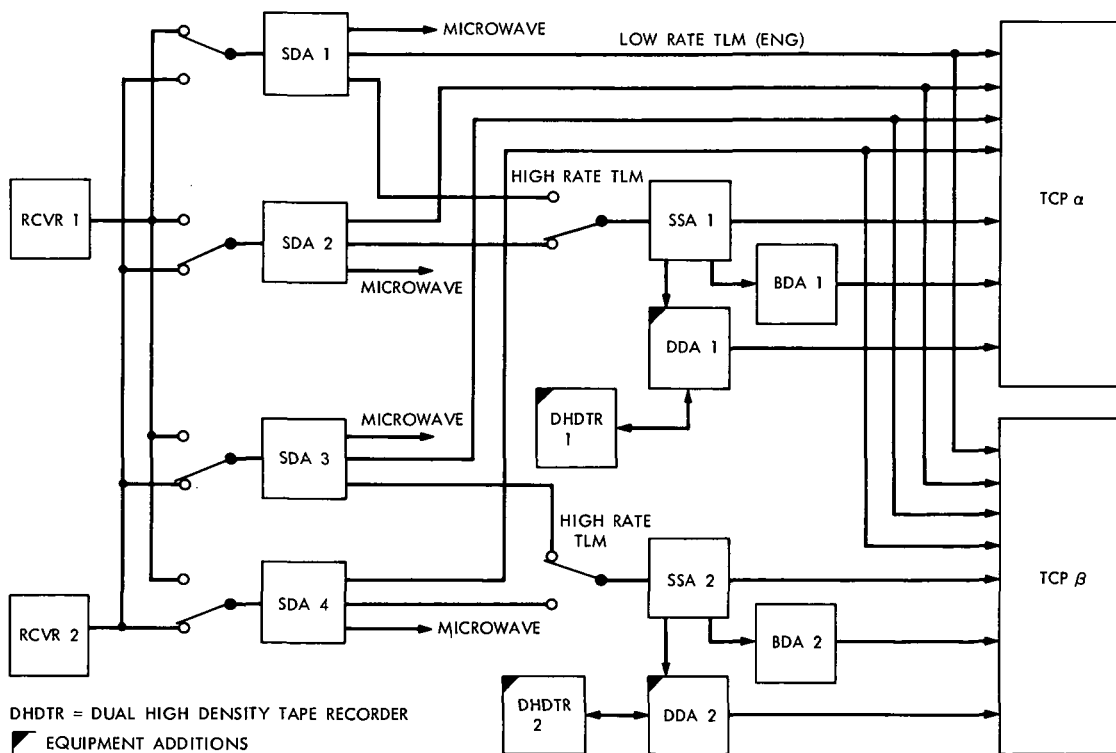 MICROWAVE
SDA 1
LOW RATE TLM (ENG)
HIGH RATE TLM
RCVR 1
SDA 2
SSA 1
TCP α
MICROWAVE
BDA 1
DDA 1
MICROWAVE
DHDTR
1
SDA 3
HIGH RATE
TLM
SSA 2
TCP β
SDA 4
RCVR 2
MICROWAVE
BDA 2
DHDTR
2
DDA 2
DHDTR = DUAL HIGH DENSITY TAPE RECORDER
EQUIPMENT ADDITIONS